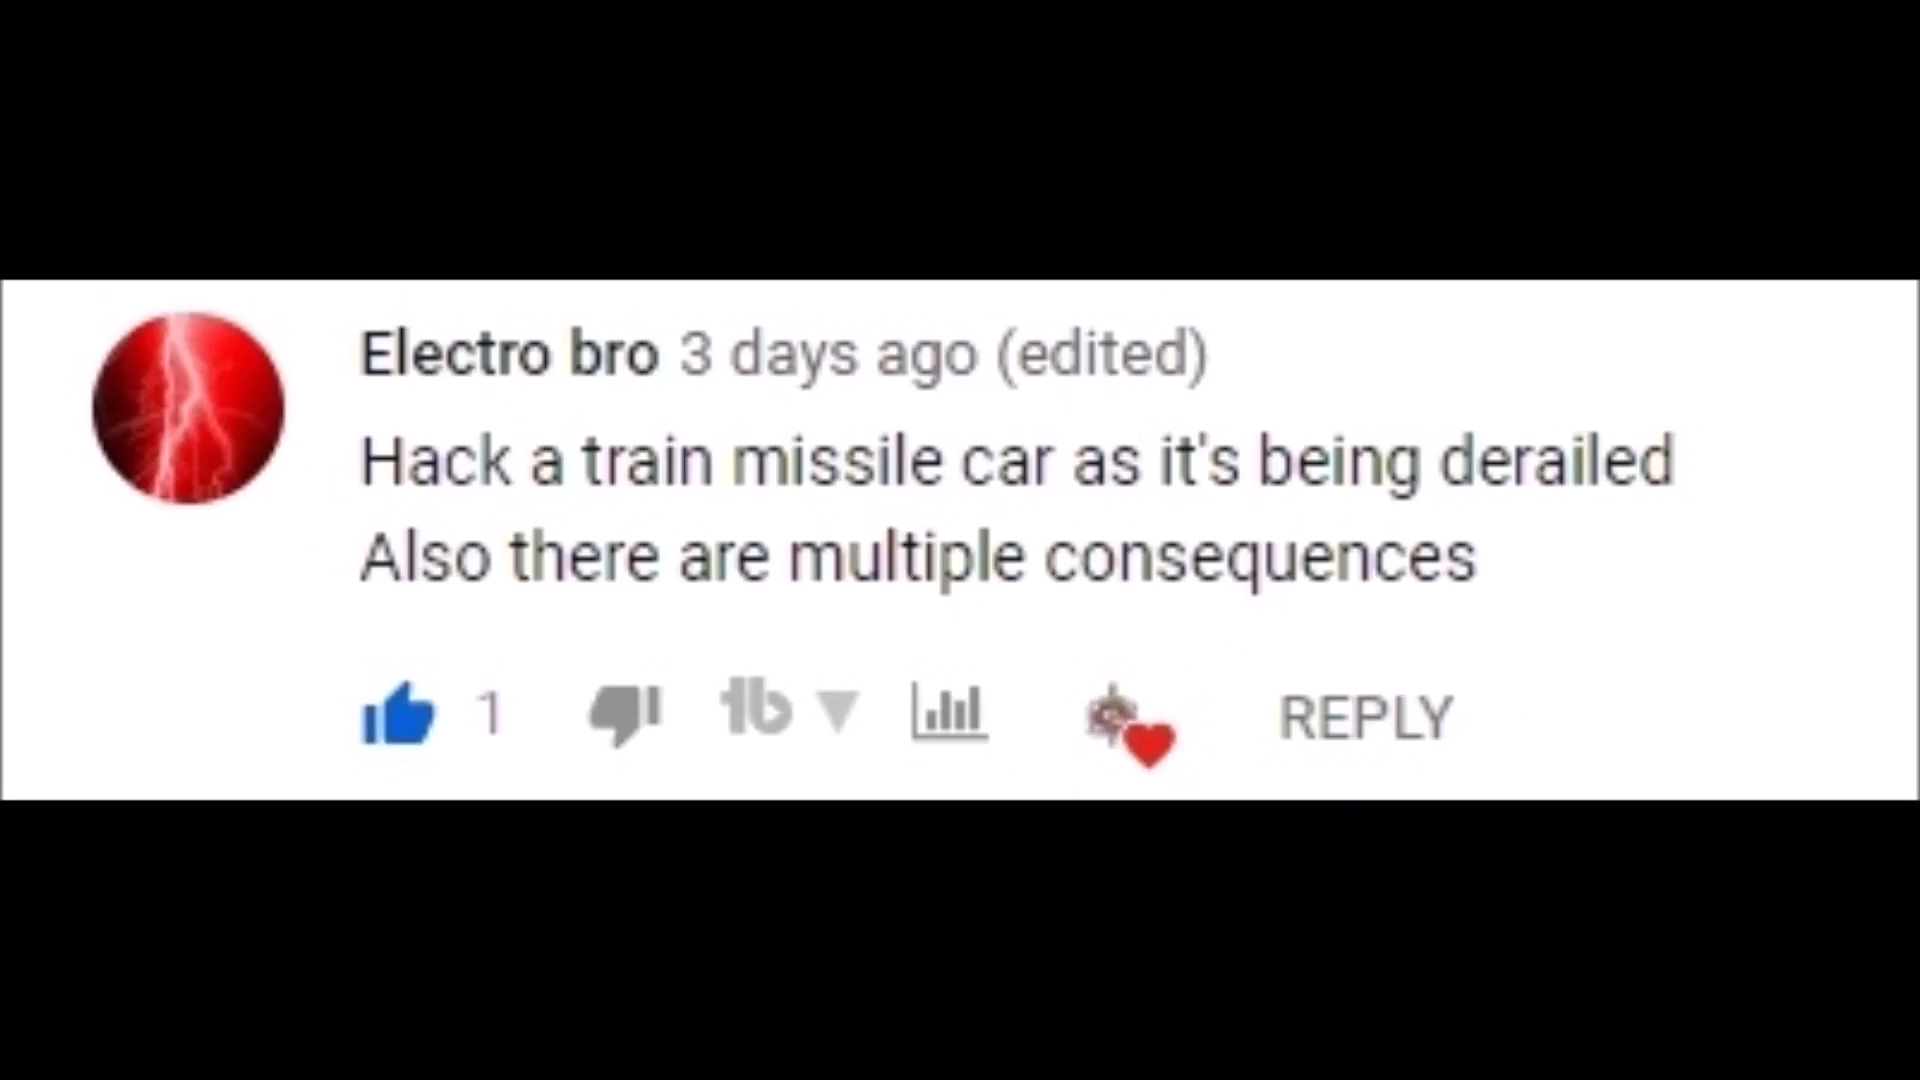 Electro bro 3 days ago (edited)
Hack a train missile car as it's being derailed
Also there are multiple consequences
1 tb REPLY